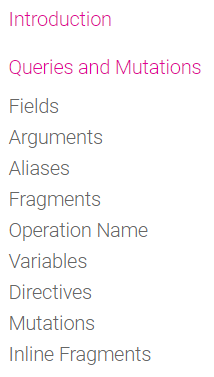 Introduction
Queries and Mutations
Fields
Arguments
Aliases
Fragments
Operation Name
Variables
Directives
Mutations
Inline Fragments